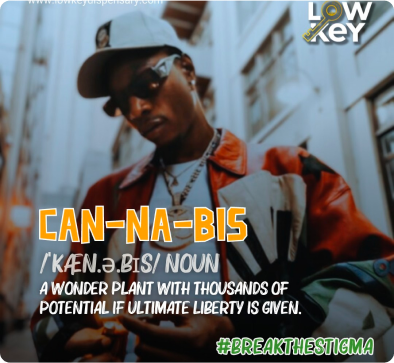 www.lowkeydispensary.com
LOW
KEY
CAN-NA-BIS
/'KÆN.Ə.BIS/ NOUN
A WONDER PLANT WITH THOUSANDS OF
POTENTIAL IF ULTIMATE LIBERTY IS GIVEN.
#BREAKTHESTIGMA